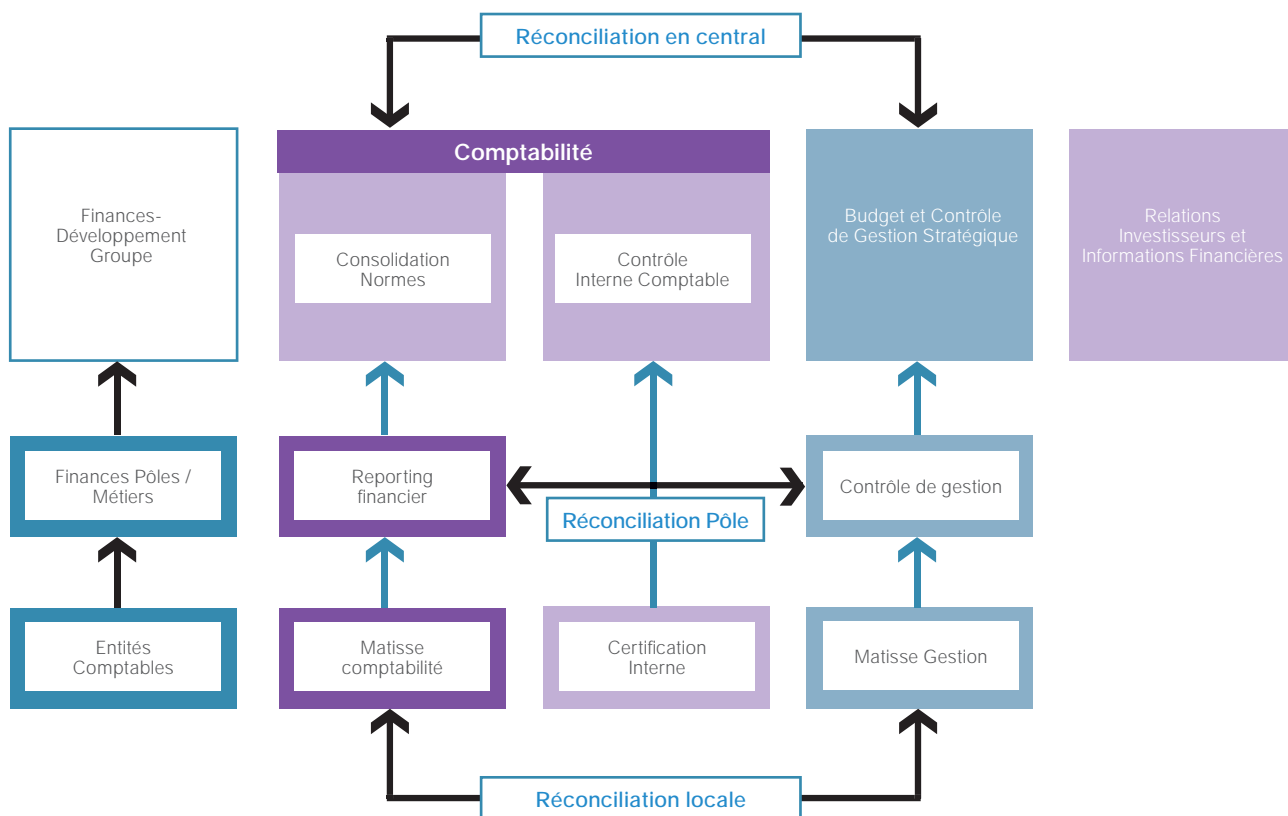 Réconciliation en central
Comptabilité
Finances-
Développement
Groupe
Consolidation
Normes
Contrôle
Interne Comptable
Budget et Contrôle
de Gestion Stratégique
Relations
Investisseurs et
Informations Financières
Finances Pôles /
Métiers
Reporting
financier
Réconciliation Pôle
Contrôle de gestion
Entités
Comptables
Matisse
comptabilité
Certification
Interne
Matisse Gestion
Réconciliation locale